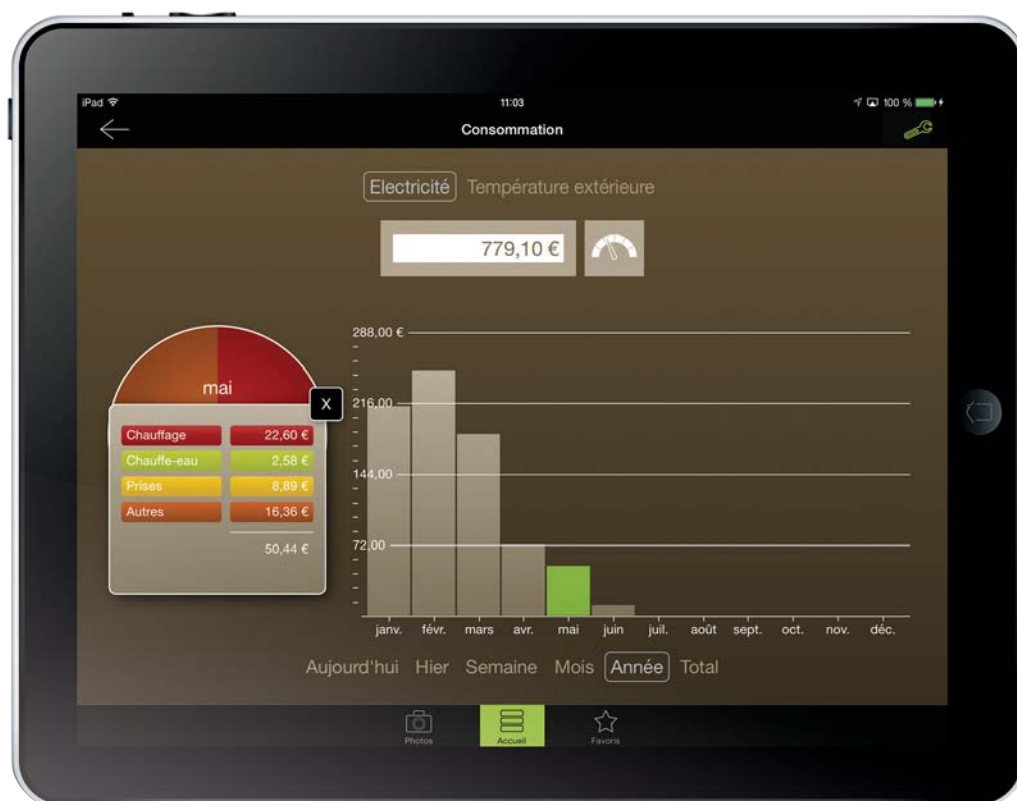 iPad 11:03 100 %
Consommation
Electricité Température extérieure
779,10 €
mai
X
Chauffage 22,60 €
Chauffe-eau 2,58 €
Prises 8,89 €
Autres 16,36 €
50,44 €
288,00 €
216,00
144,00
72,00
janv. févr. mars avr. mai juin juil. août sept. oct. nov. déc.
Aujourd'hui Hier Semaine Mois Année Total
Photos Accueil Favoris